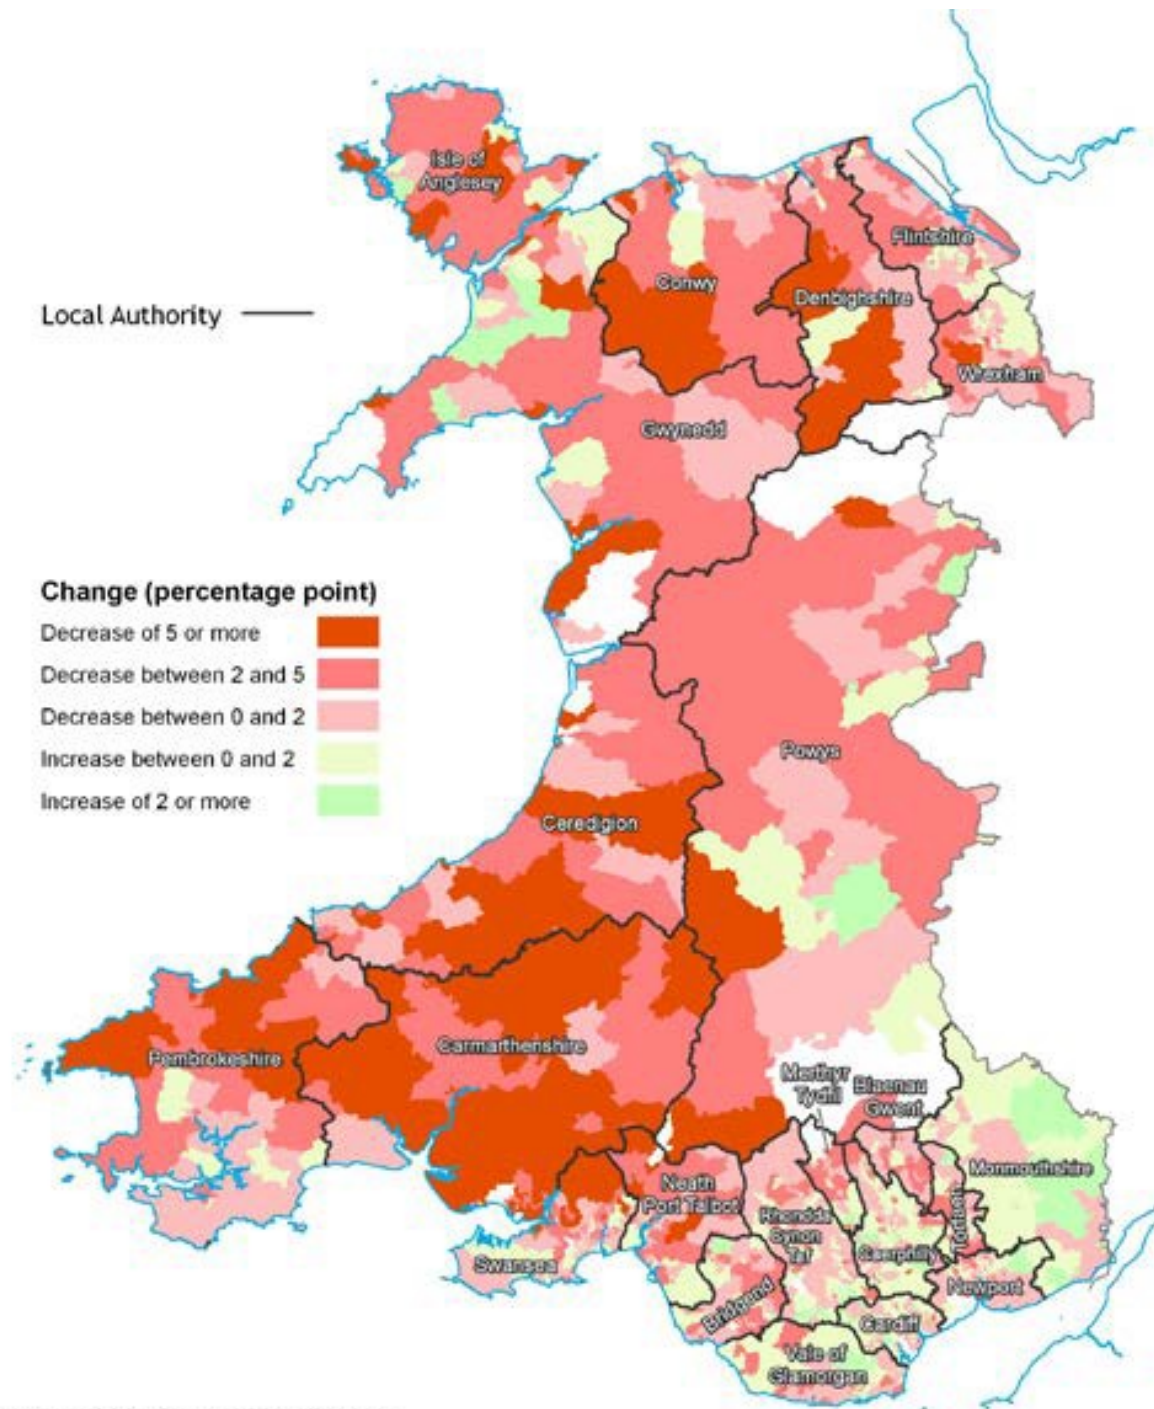 Isle of
Anglesey
Flintshire
Conwy
Denbighshire
Local Authority
Wrexham
Gwynedd
Change (percentage point)
Decrease of 5 or more
Decrease between 2 and 5
Decrease between 0 and 2
Increase between 0 and 2
Increase of 2 or more
Powys
Ceredigion
Carmarthenshire
Pembrokeshire
Merthyr
Tydfil
Blaenau
Gwent
Monmouthshire
Neath
Port Talbot
Rhondda
Cynon
Taf
Torfaen
Caerphilly
Swansea
Newport
Bridgend
Cardiff
Vale of
Glamorgan